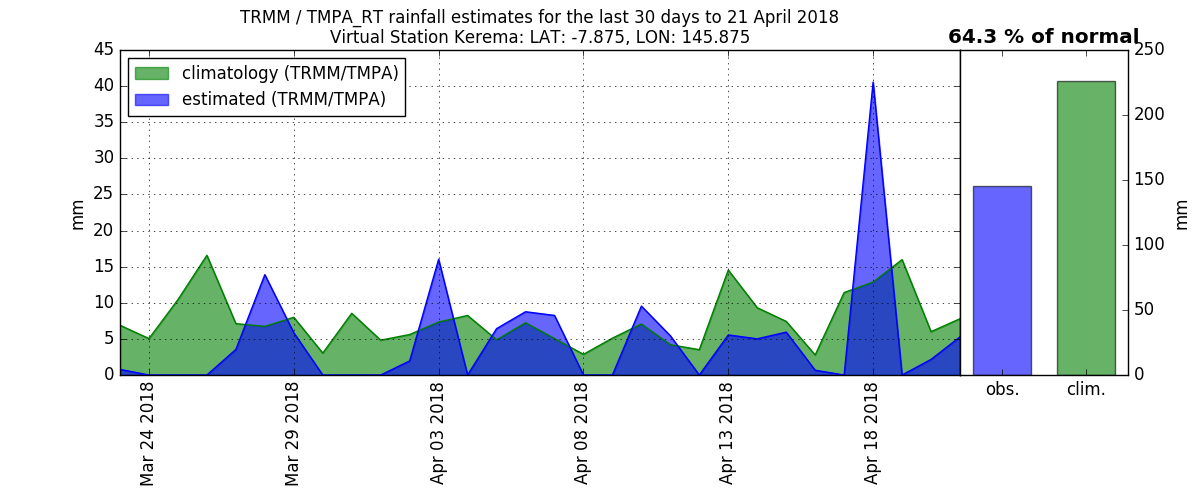 TRMM / TMPA_RT rainfall estimates for the last 30 days to 21 April 2018
Virtual Station Kerema: LAT: -7.875, LON: 145.875
64.3 % of normal
climatology (TRMM/TMPA)
estimated (TRMM/TMPA)
45
40
35
30
25
20
15
10
5
0
mm
Mar 24 2018
Mar 29 2018
Apr 03 2018
Apr 08 2018
Apr 13 2018
Apr 18 2018
250
200
150
100
50
0
mm
obs.
clim.